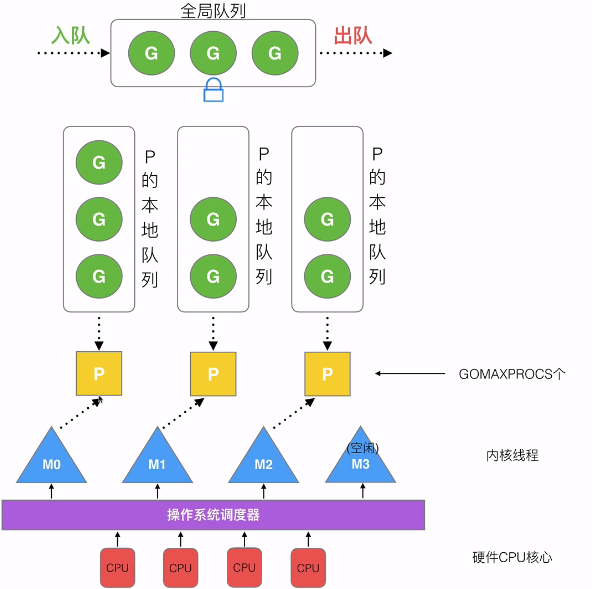 全局队列
入队
G
G
G
出队
G
G
G
P的本地队列
G
G
P的本地队列
G
G
P的本地队列
P
P
P
GOMAXPROCS个
M0
M1
M2
(空闲)
M3
内核线程
操作系统调度器
CPU
CPU
CPU
CPU
硬件CPU核心